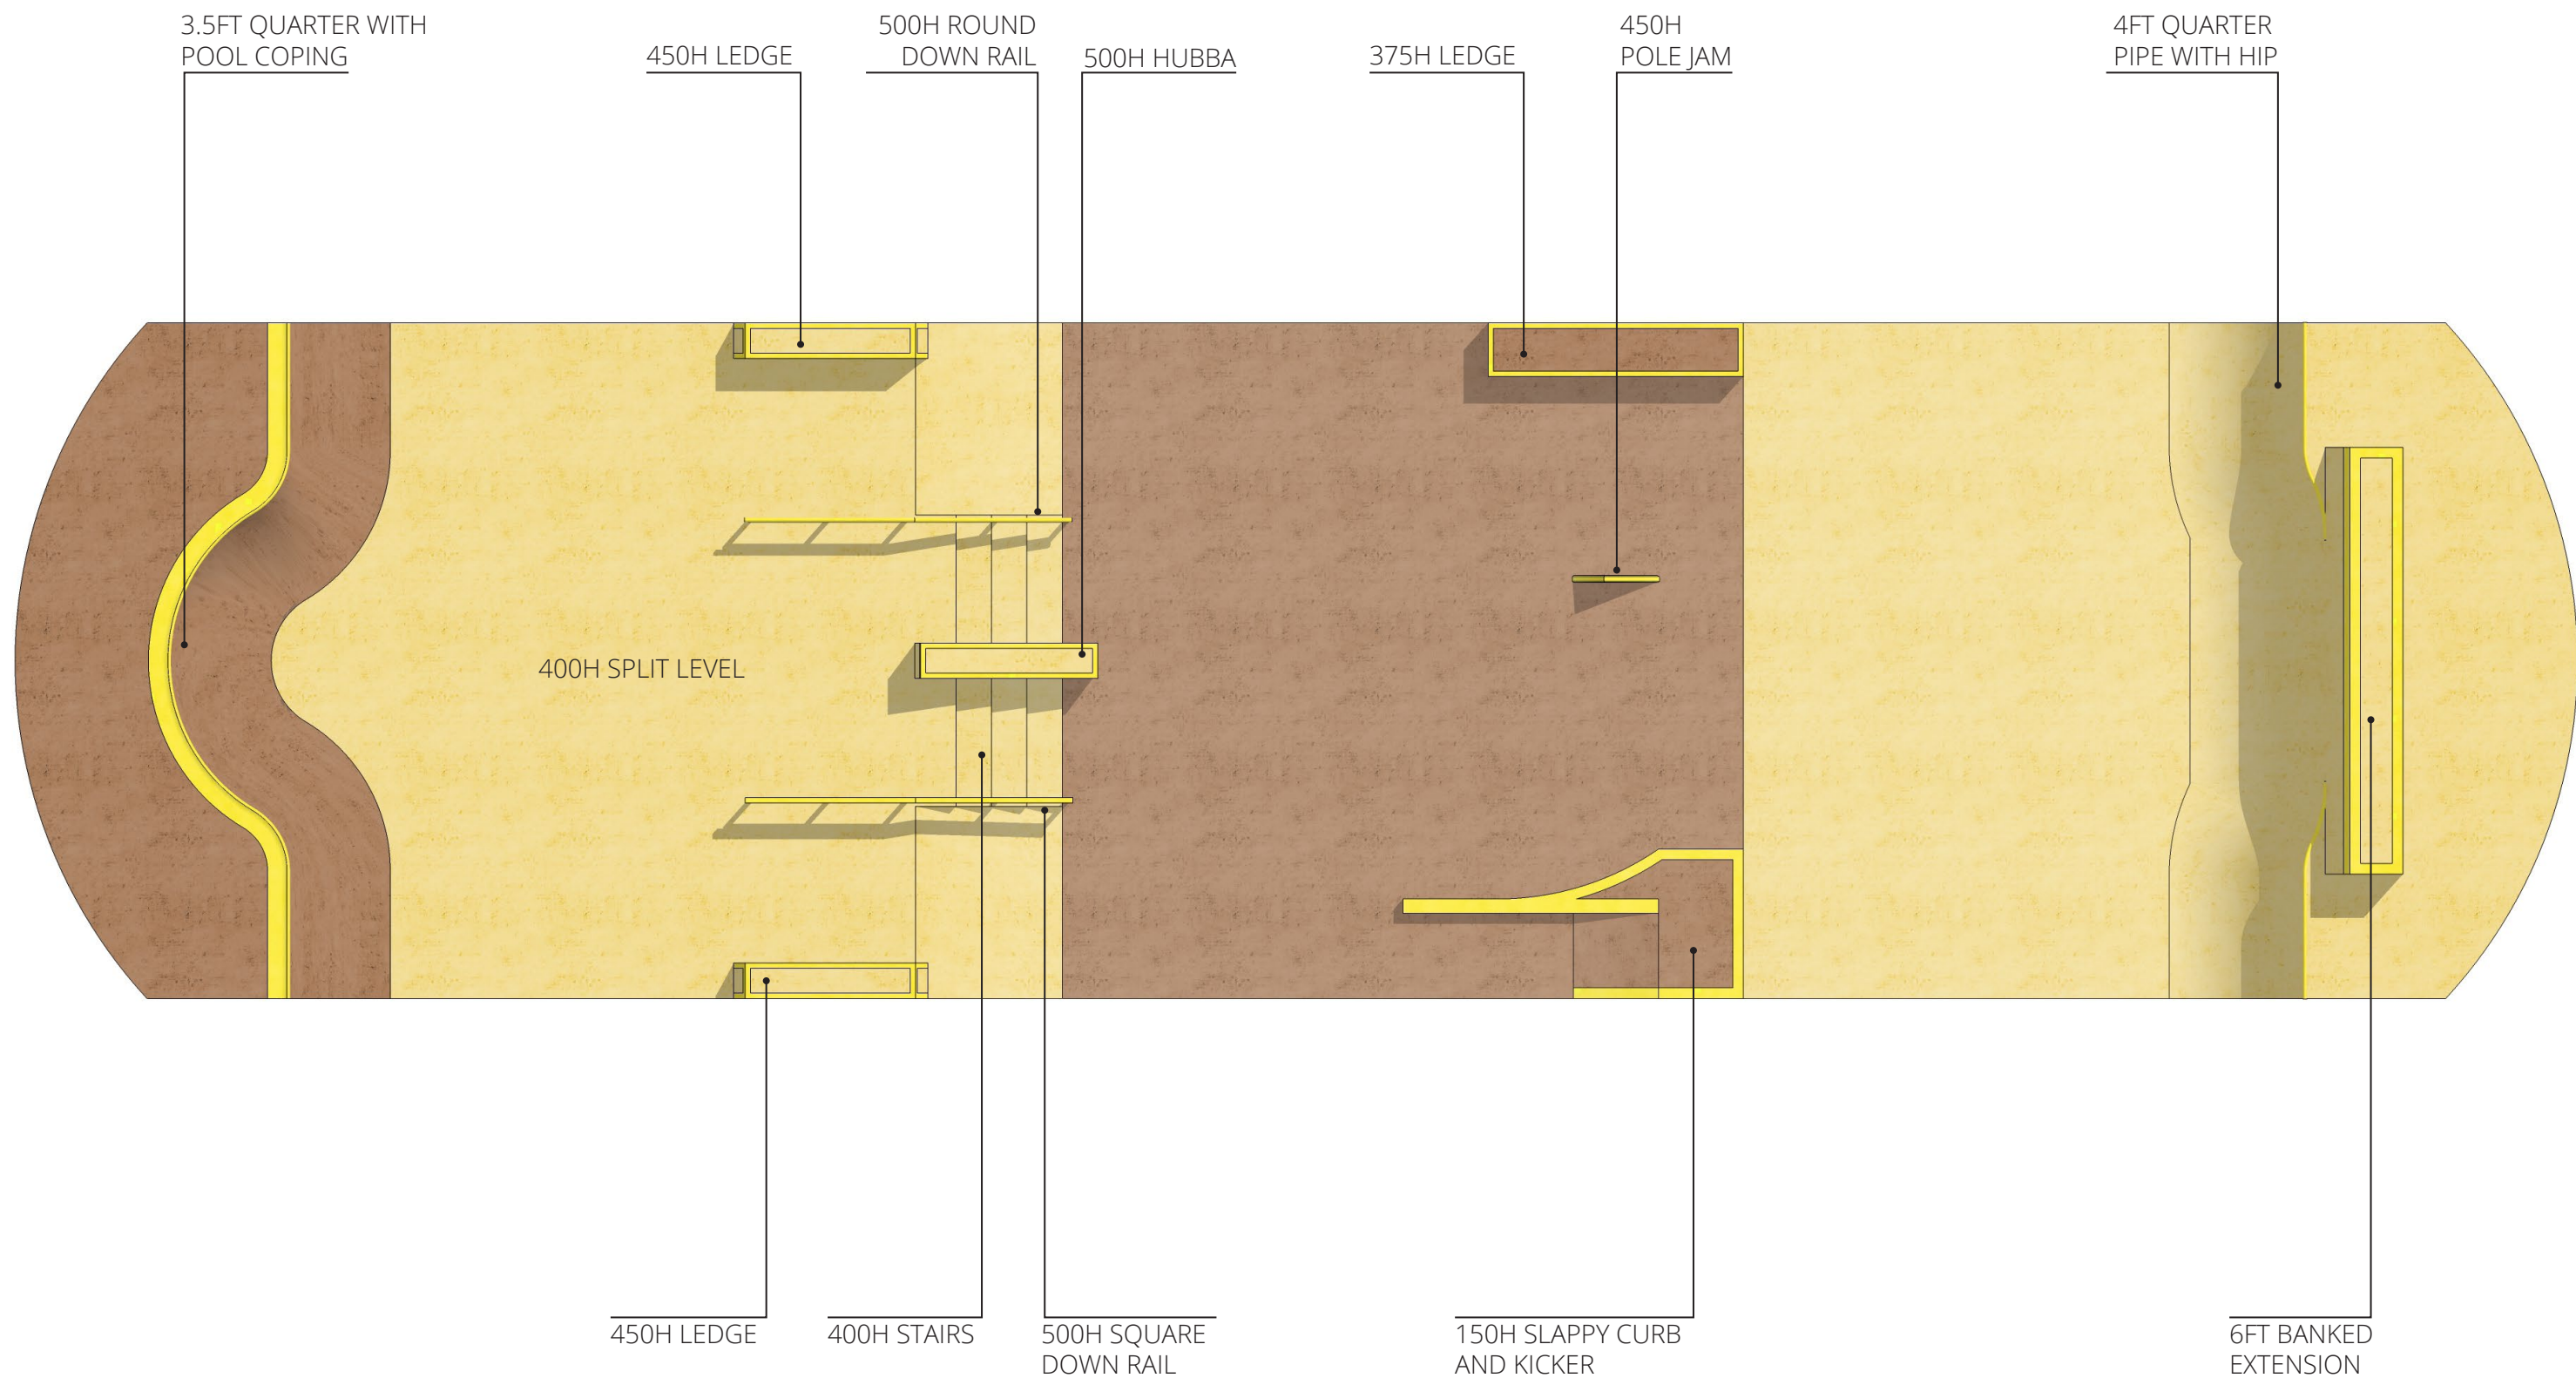 3.5FT QUARTER WITH
POOL COPING
450H LEDGE
500H ROUND
DOWN RAIL
500H HUBBA
375H LEDGE
450H
POLE JAM
4FT QUARTER
PIPE WITH HIP
400H SPLIT LEVEL
450H LEDGE
400H STAIRS
500H SQUARE
DOWN RAIL
150H SLAPPY CURB
AND KICKER
6FT BANKED
EXTENSION